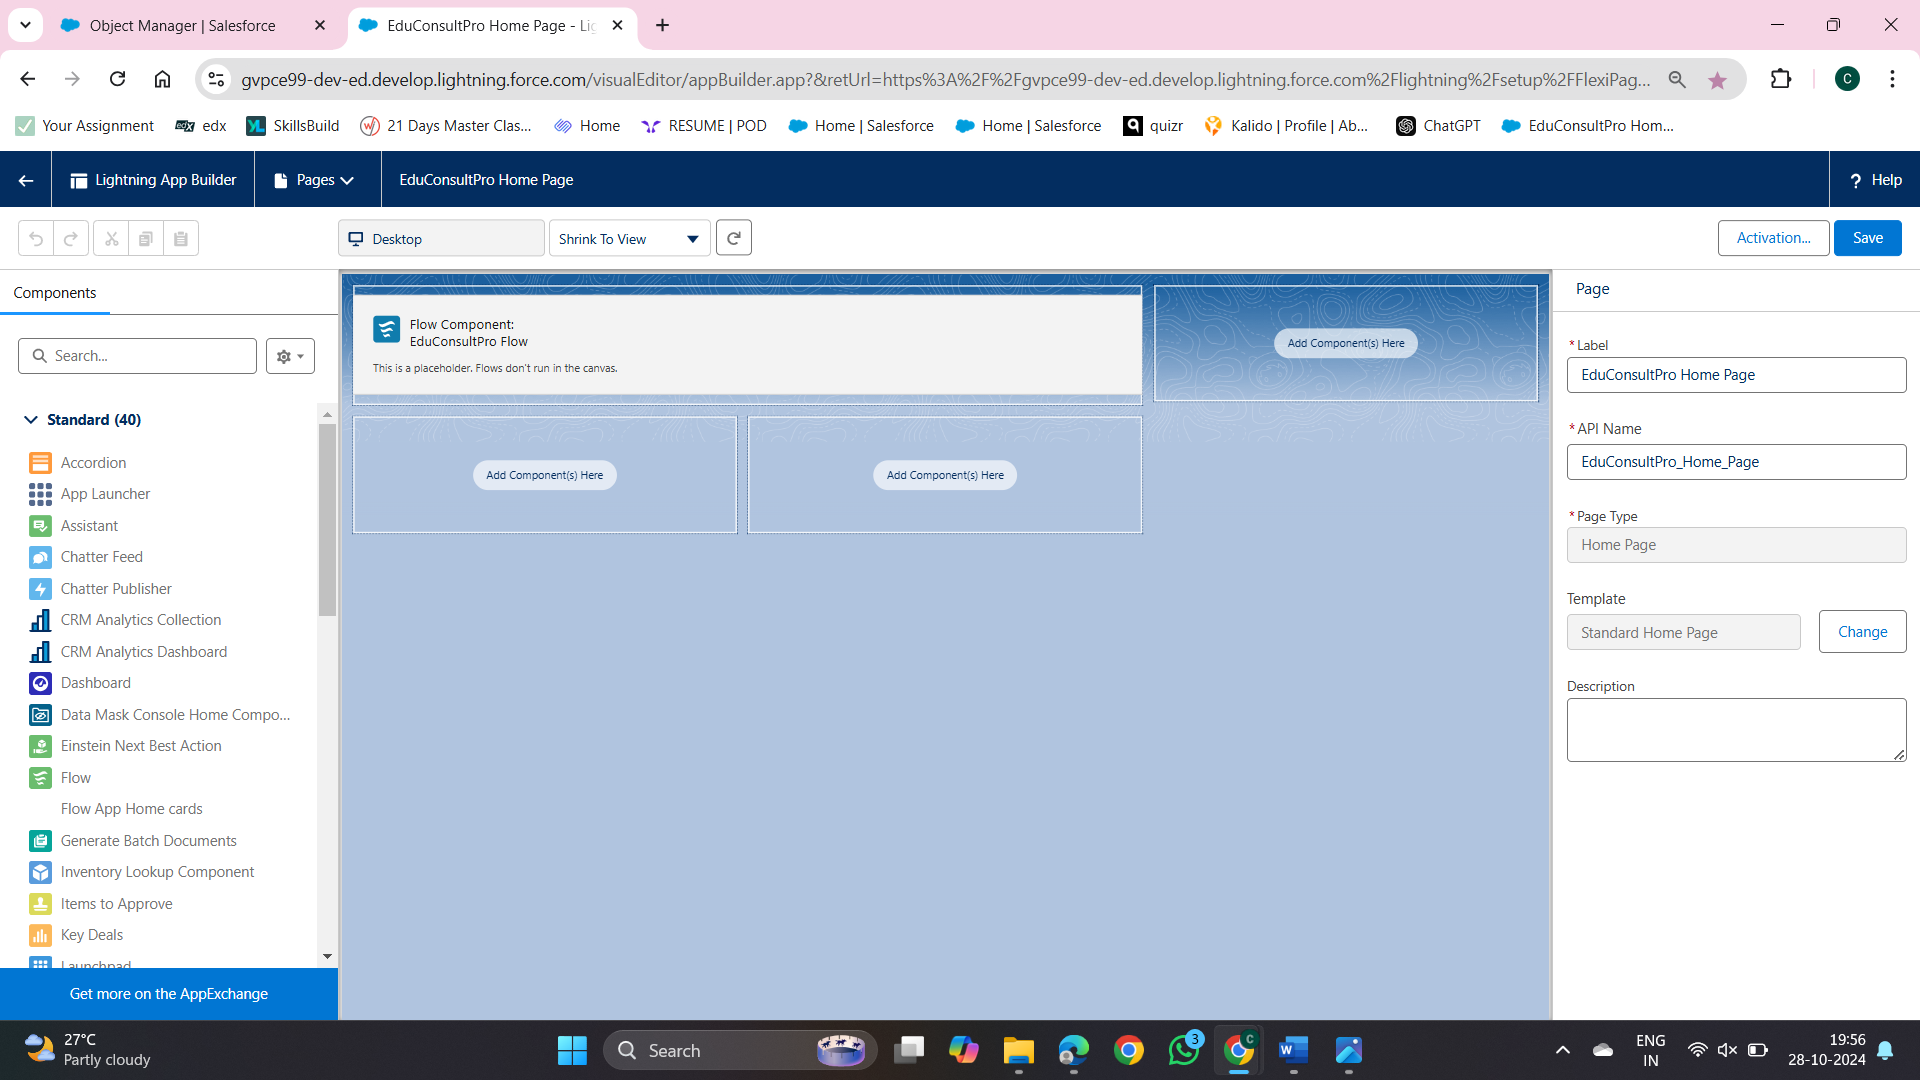 Object Manager | Salesforce
EduConsultPro Home Page - Lig
gvpce99-dev-ed.develop.lightning.force.com/visualEditor/appBuilder.app?&retUrl=https%3A%2F%2Fgvpce99-dev-ed.develop.lightning.force.com%2Flightning%2Fsetup%2FFlexiPag...
C
Your Assignment
edX edx
XL SkillsBuild
21 Days Master Clas...
Home
RESUME | POD
Home | Salesforce
Home | Salesforce
quizr
Kalido | Profile | Ab...
ChatGPT
EduConsultPro Hom...
Lightning App Builder
Pages
EduConsultPro Home Page
? Help
Desktop
Shrink To View
Activation...
Save
Components
Search...
Standard (40)
Accordion
App Launcher
Assistant
Chatter Feed
Chatter Publisher
CRM Analytics Collection
CRM Analytics Dashboard
Dashboard
Data Mask Console Home Compo...
Einstein Next Best Action
Flow
Flow App Home cards
Generate Batch Documents
Inventory Lookup Component
Items to Approve
Key Deals
Launchpad
Get more on the AppExchange
Flow Component:
EduConsultPro Flow
This is a placeholder. Flows don't run in the canvas.
Add Component(s) Here
Add Component(s) Here
Add Component(s) Here
Page
*Label
EduConsultPro Home Page
*API Name
EduConsultPro_Home_Page
*Page Type
Home Page
Template
Standard Home Page
Change
Description
27°C
Partly cloudy
Search
3
C
W
ENG
IN
19:56
28-10-2024